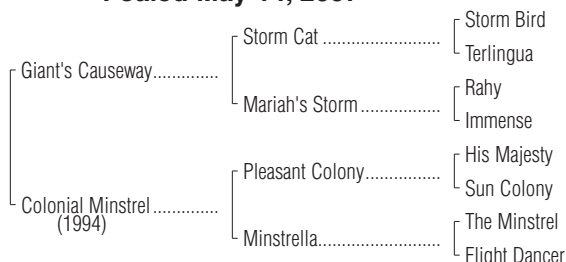 Foaled May
Storm Bird
Storm Cat
Terlingua
Giant's Causeway
Rahy
Mariah's Storm
Immense
His Majesty
Pleasant Colony
Sun Colony
Colonial Minstrel
(1994)
The Minstrel
Minstrella
Flight Dancer